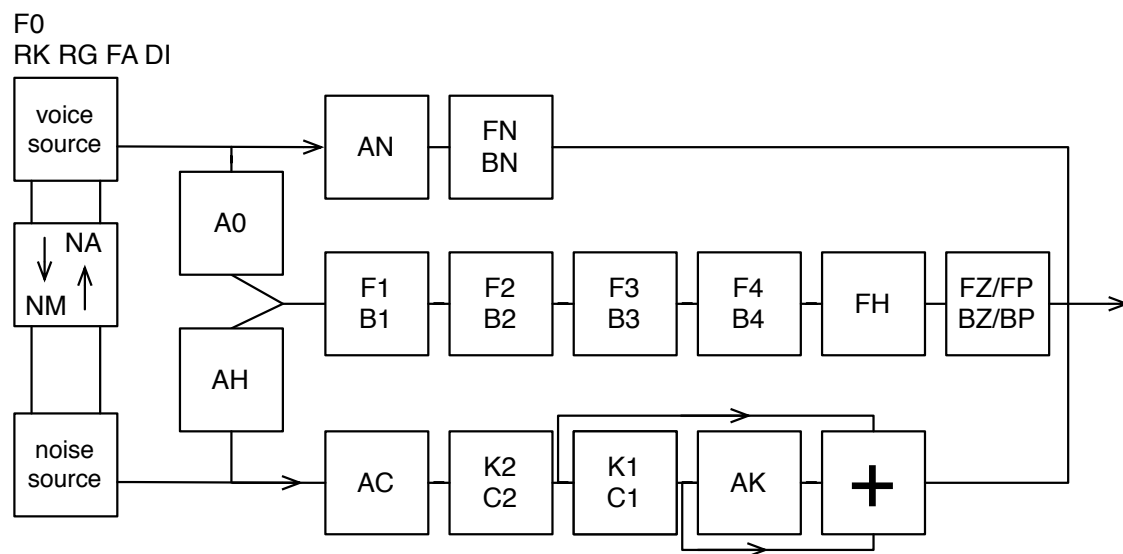 F0
RK RG FA DI
voice
source
AN
FN
BN
A0
NA
NM
F1
B1
F2
B2
F3
B3
F4
B4
FH
FZ/FP
BZ/BP
AH
noise
source
AC
K2
C2
K1
C1
AK
+